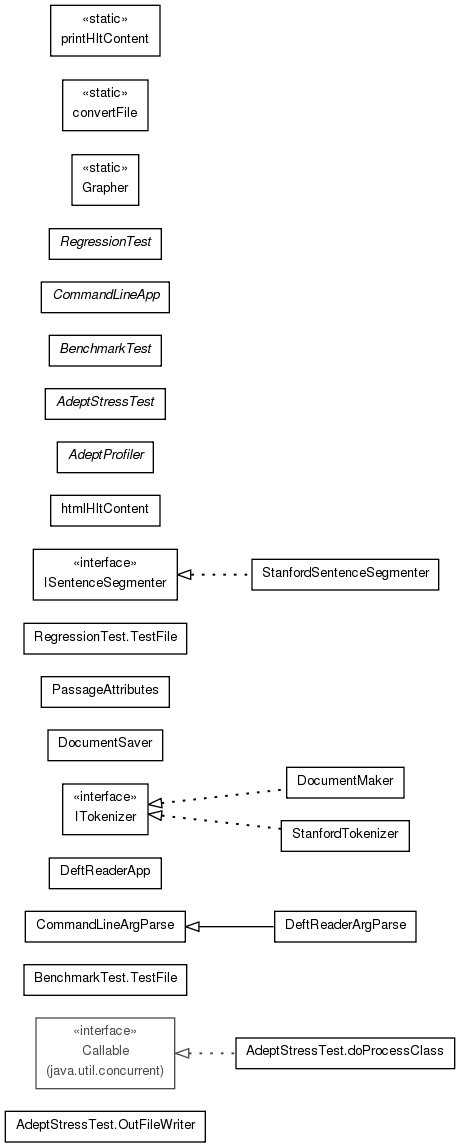 «static»
printHltContent
«static»
convertFile
«static»
Grapher
RegressionTest
CommandLineApp
BenchmarkTest
AdeptStressTest
AdeptProfiler
htmlHltContent
«interface»
ISentenceSegmenter
StanfordSentenceSegmenter
RegressionTest.TestFile
PassageAttributes
DocumentSaver
«interface»
ITokenizer
DocumentMaker
StanfordTokenizer
DeftReaderApp
CommandLineArgParse
DeftReaderArgParse
BenchmarkTest.TestFile
«interface»
Callable
(java.util.concurrent)
AdeptStressTest.doProcessClass
AdeptStressTest.OutFileWriter